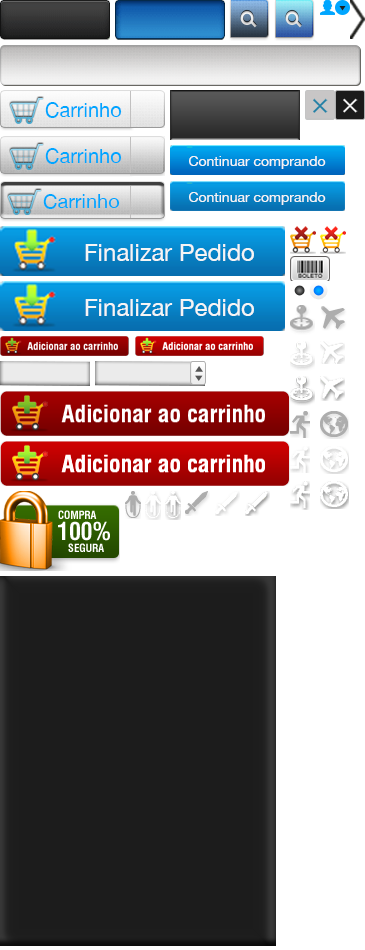 Carrinho
Carrinho
Continuar comprando
Carrinho
Continuar comprando
Finalizar Pedido
BOLETO
Finalizar Pedido
Adicionar ao carrinho
Adicionar ao carrinho
Adicionar ao carrinho
Adicionar ao carrinho
COMPRA
100%
SEGURA